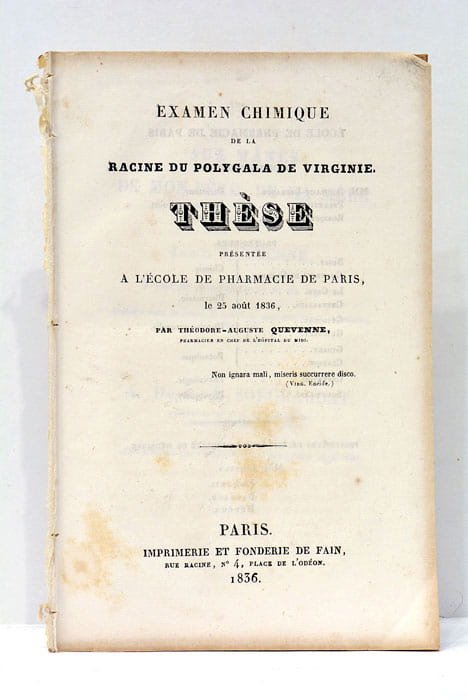 EXAMEN CHIMIQUE
DE LA
RACINE DU POLYGALA DE VIRGINIE.
THÈSE
PRÉSENTÉE
A L'ÉCOLE DE PHARMACIE DE PARIS,
le 25 août 1836,
PAR THÉODORE-AUGUSTE QUEVENNE,
PHARMACIEN EN CHEF DE L'HÔPITAL DU MIDI.
Non ignara mali, miseris succurrere disco.
(VIRG. Enéide.)
PARIS.
IMPRIMERIE ET FONDERIE DE FAIN,
RUE RACINE, N° 4, PLACE DE L'ODÉON.
1836.